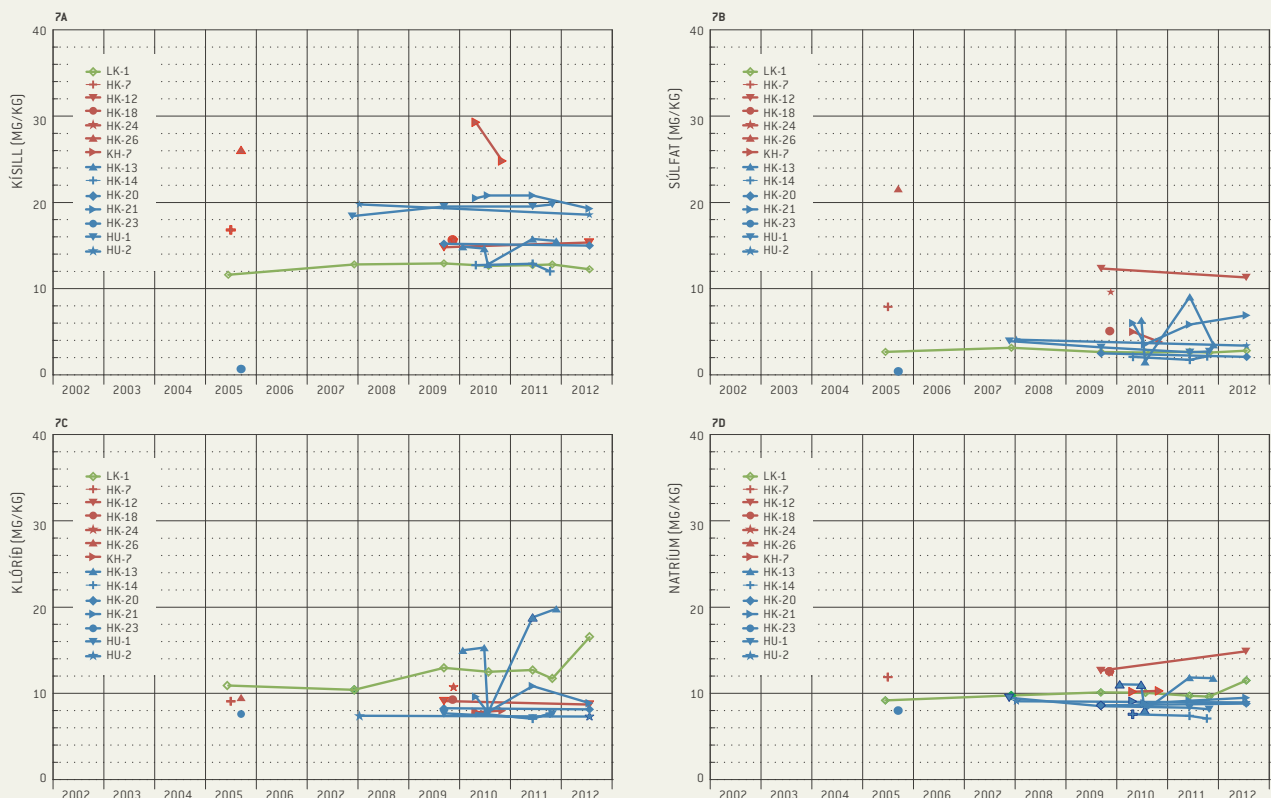 7A
40
30
20
10
0
KÍSILL (MG/KG)
LK-1
HK-7
HK-12
HK-18
HK-24
HK-26
KH-7
HK-13
HK-14
HK-20
HK-21
HK-23
HU-1
HU-2
2002 2003 2004 2005 2006 2007 2008 2009 2010 2011 2012
7B
40
30
20
10
0
SÚLFAT (MG/KG)
LK-1
HK-7
HK-12
HK-18
HK-24
HK-26
KH-7
HK-13
HK-14
HK-20
HK-21
HK-23
HU-1
HU-2
2002 2003 2004 2005 2006 2007 2008 2009 2010 2011 2012
7C
40
30
20
10
0
KLÓRÍÐ (MG/KG)
LK-1
HK-7
HK-12
HK-18
HK-24
HK-26
KH-7
HK-13
HK-14
HK-20
HK-21
HK-23
HU-1
HU-2
2002 2003 2004 2005 2006 2007 2008 2009 2010 2011 2012
7D
40
30
20
10
0
NATRÍUM (MG/KG)
LK-1
HK-7
HK-12
HK-18
HK-24
HK-26
KH-7
HK-13
HK-14
HK-20
HK-21
HK-23
HU-1
HU-2
2002 2003 2004 2005 2006 2007 2008 2009 2010 2011 2012